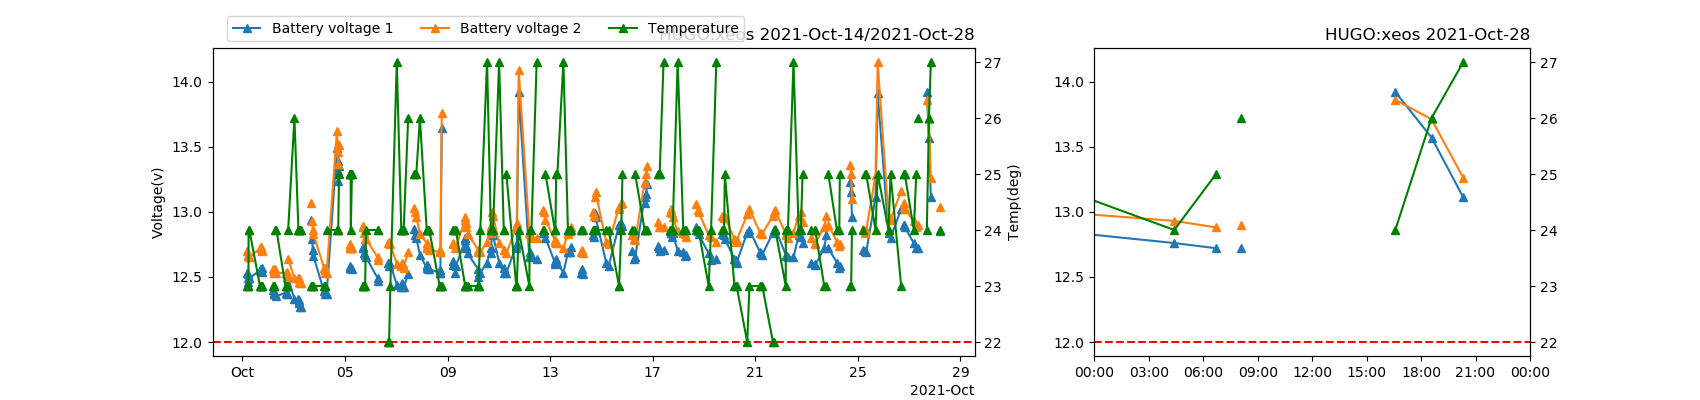 Battery voltage 1 Battery voltage 2 Temperature
HUGO:xeos 2021-Oct-14/2021-Oct-28
HUGO:xeos 2021-Oct-28
Voltage(v)
14.0
13.5
13.0
12.5
12.0
27
26
25
24
23
22
Temp(deg)
Oct 05 09 13 17 21 25 29
2021-Oct
14.0
13.5
13.0
12.5
12.0
27
26
25
24
23
22
00:00 03:00 06:00 09:00 12:00 15:00 18:00 21:00 00:00